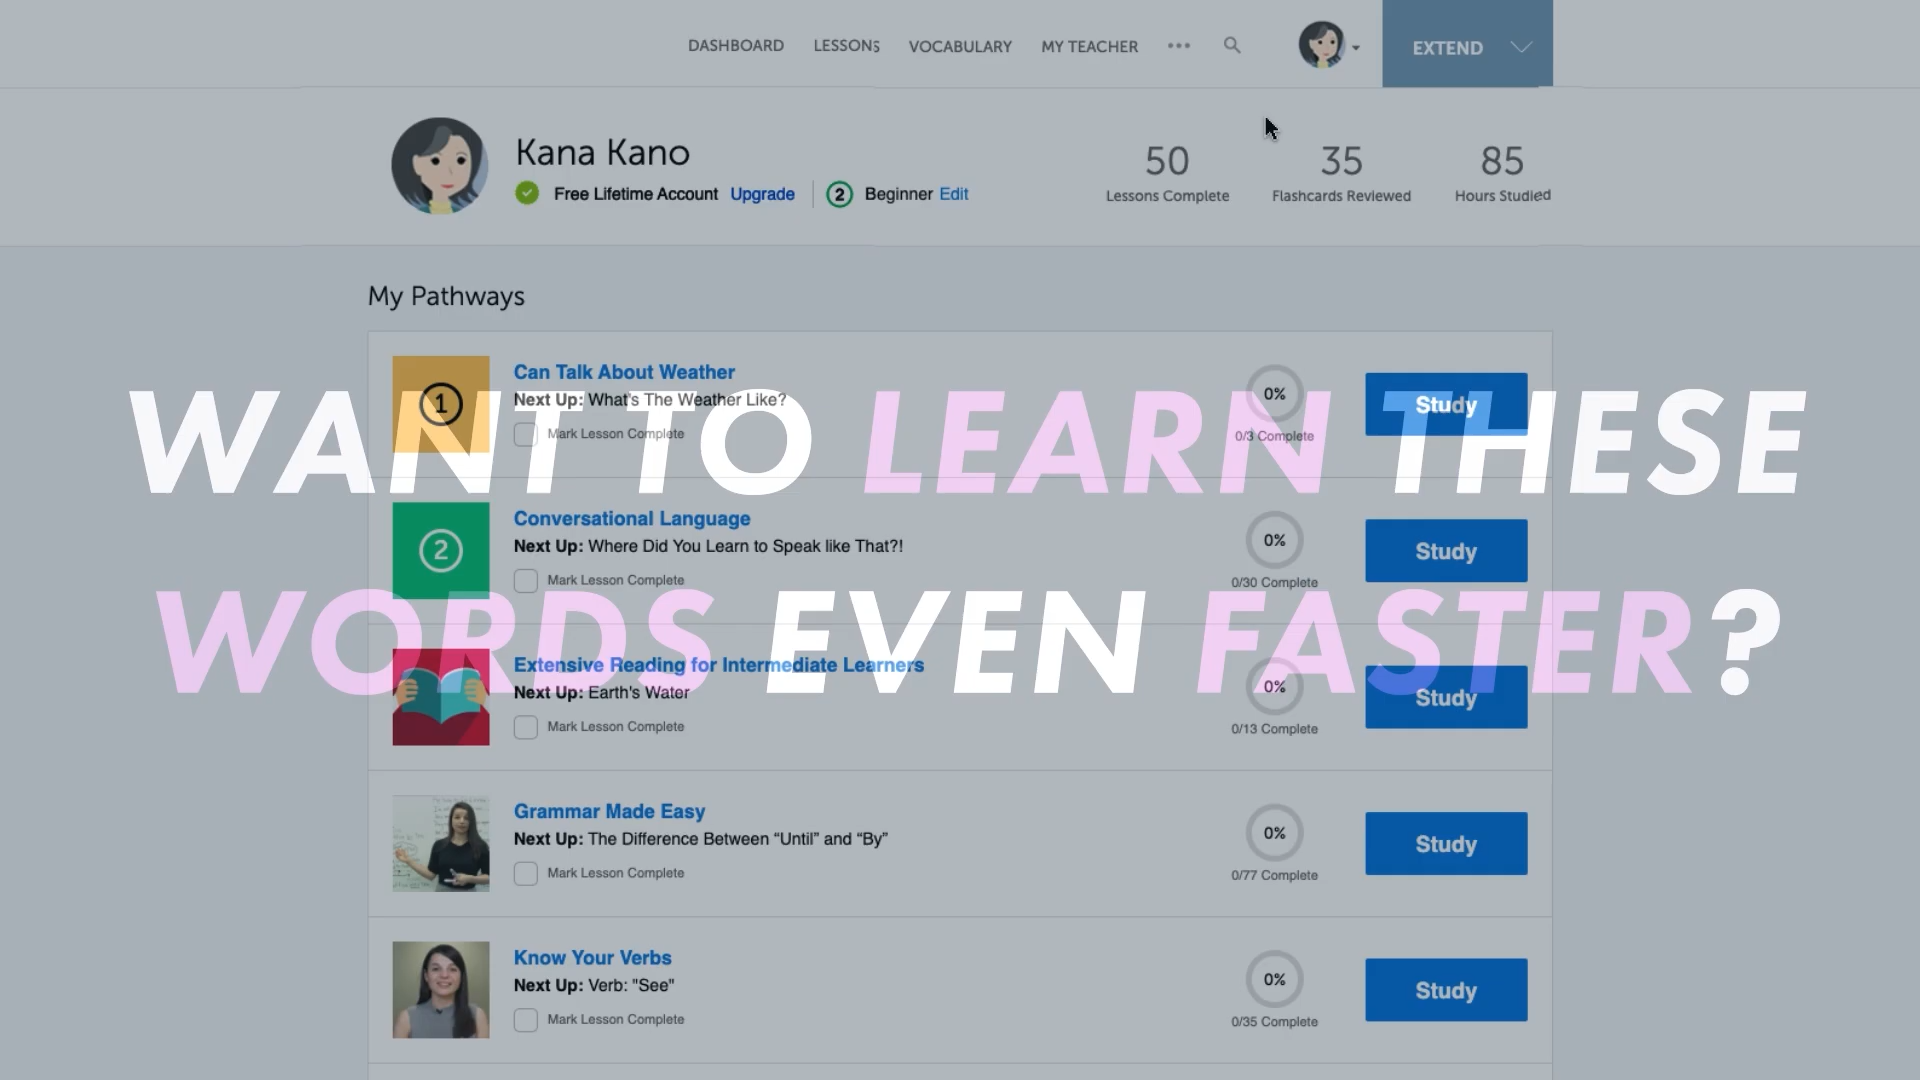 DASHBOARD LESSONS VOCABULARY MY TEACHER EXTEND
Kana Kano
Free Lifetime Account Upgrade 2 Beginner Edit
50 35 85
Lessons Complete Flashcards Reviewed Hours Studied
My Pathways
1
Can Talk About Weather
Next Up: What's The Weather Like?
Mark Lesson Complete
0%
0/3 Complete
Study
WANT TO LEARN THESE
2
Conversational Language
Next Up: Where Did You Learn to Speak like That?!
Mark Lesson Complete
0%
0/30 Complete
Study
WORDS EVEN FASTER?
Extensive Reading for Intermediate Learners
Next Up: Earth's Water
Mark Lesson Complete
0%
0/13 Complete
Study
Grammar Made Easy
Next Up: The Difference Between “Until” and “By”
Mark Lesson Complete
0%
0/77 Complete
Study
Know Your Verbs
Next Up: Verb: "See"
Mark Lesson Complete
0%
0/35 Complete
Study